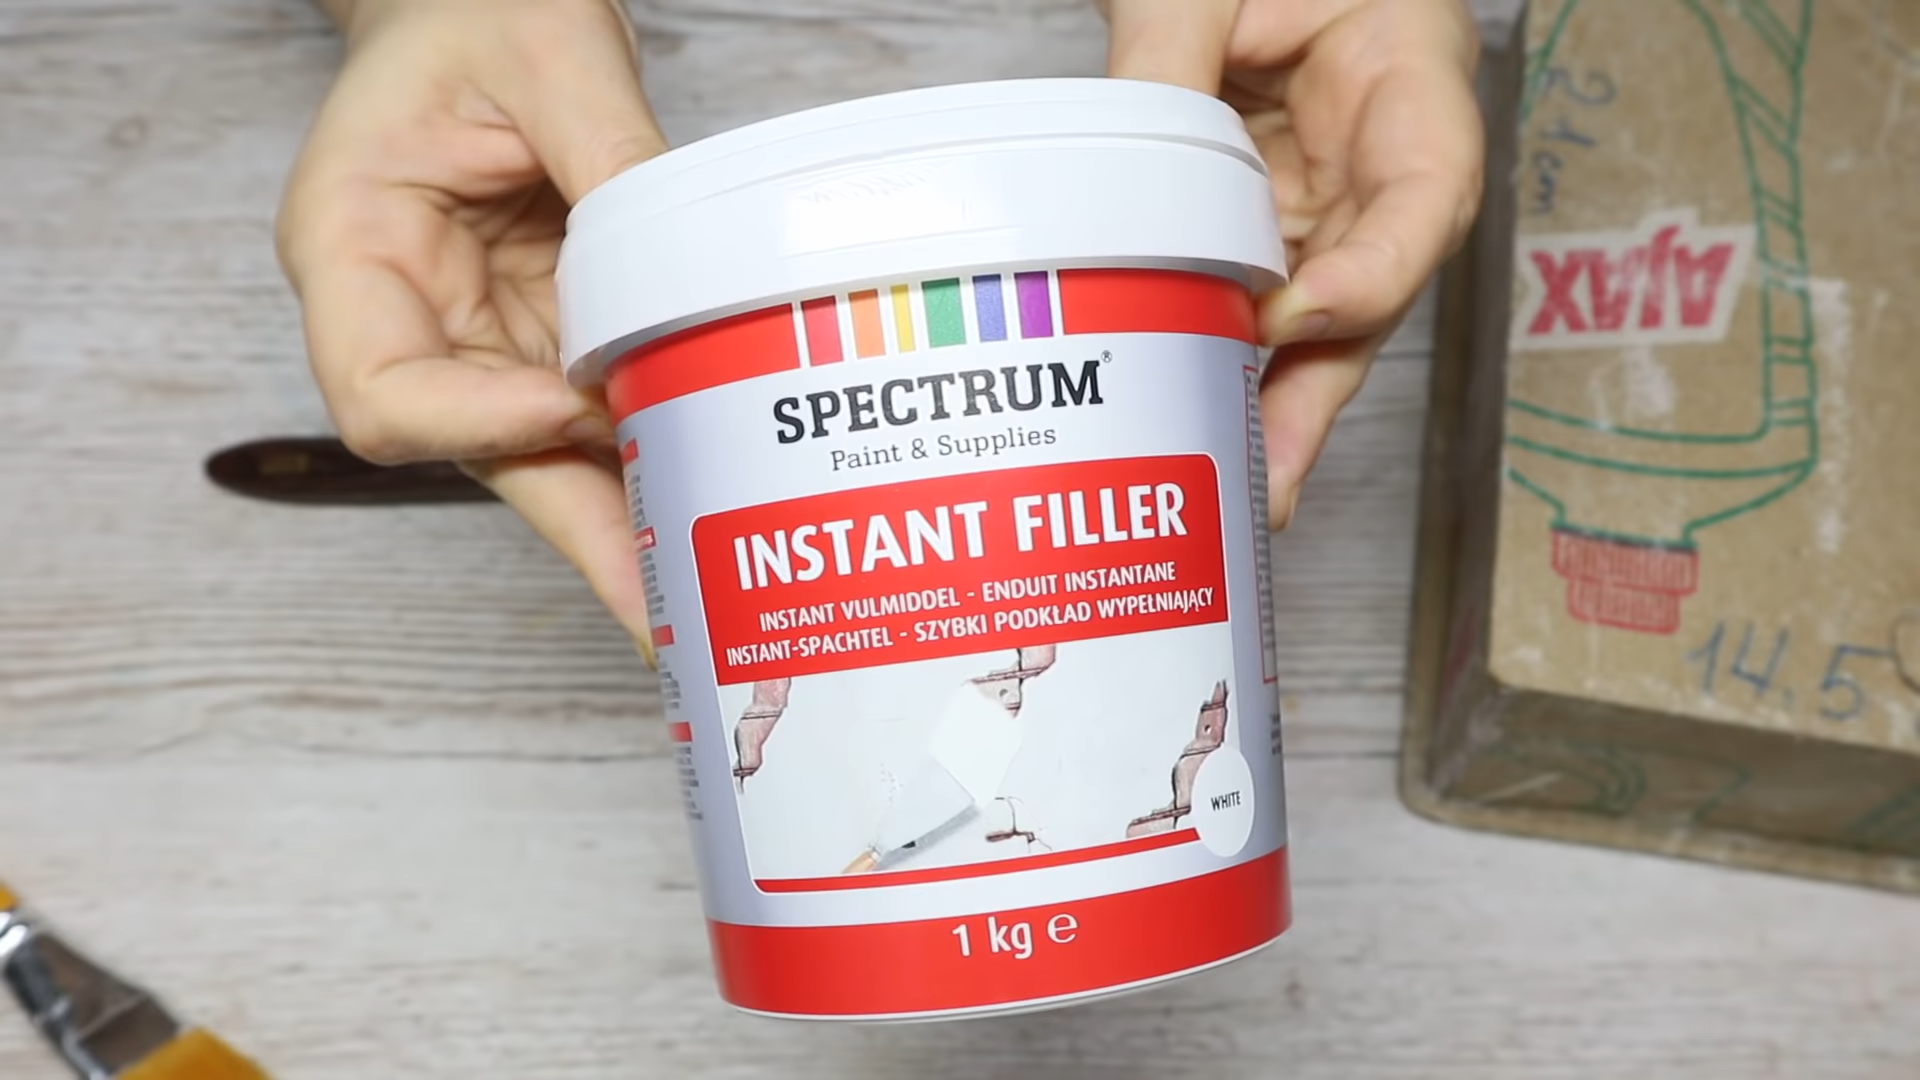 SPECTRUM®
Paint & Supplies
INSTANT FILLER
INSTANT VULMIDDEL - ENDUIT INSTANTANE
INSTANT-SPACHTEL - SZYBKI PODKŁAD WYPEŁNIAJĄCY
WHITE
1 kg ℮
21cm
AJAX
14.5